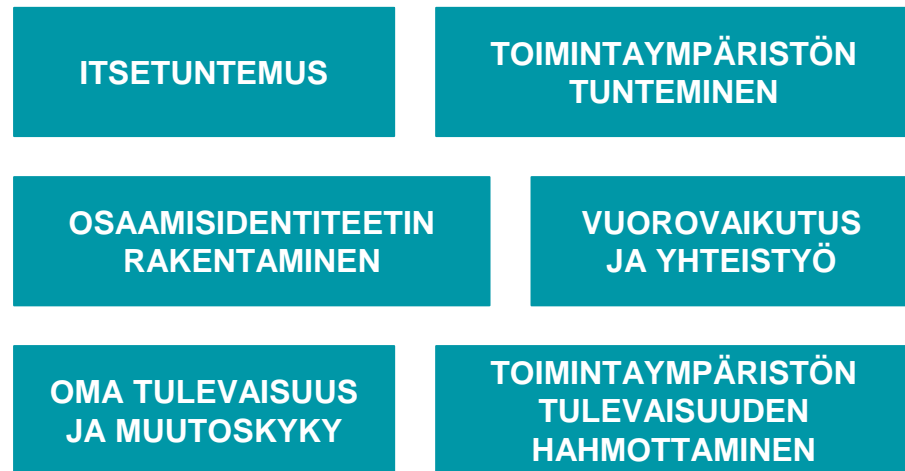 ITSETUNTEMUS
TOIMINTAYMPÄRISTÖN
TUNTEMINEN
OSAAMISIDENTITEETIN
RAKENTAMINEN
VUOROVAIKUTUS
JA YHTEISTYÖ
OMA TULEVAISUUS
JA MUUTOSKYKY
TOIMINTAYMPÄRISTÖN
TULEVAISUUDEN
HAHMOTTAMINEN